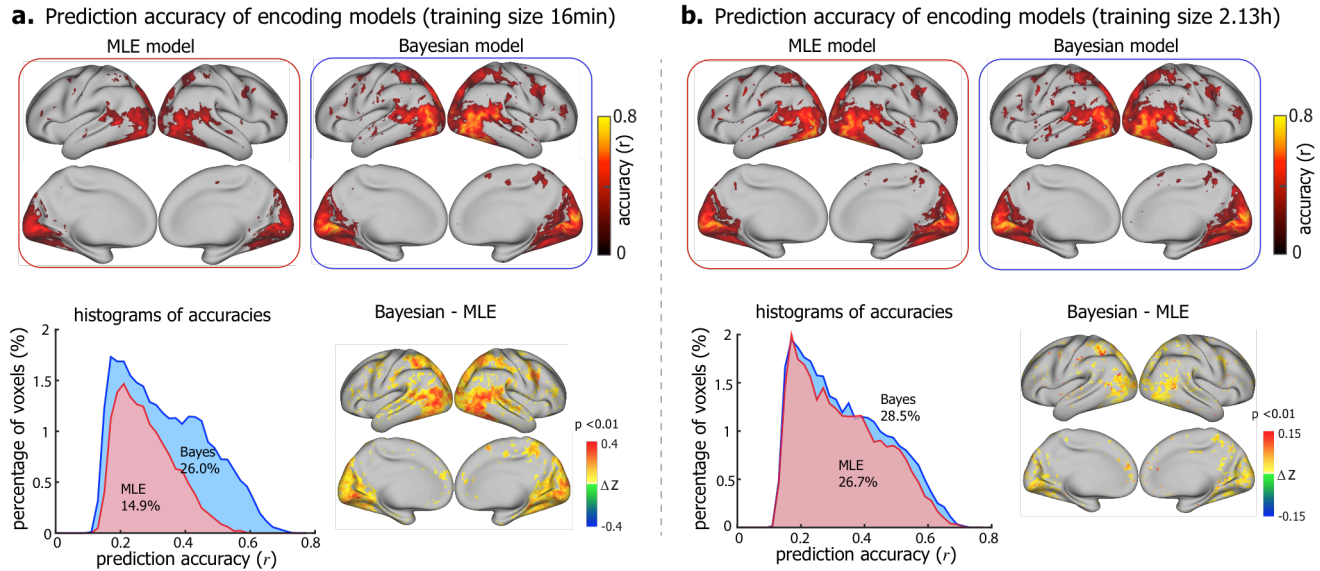 a. Prediction accuracy of encoding models (training size 16min)
MLE model
Bayesian model
0.8
accuracy (r)
0
histograms of accuracies
percentage of voxels (%)
2
1.5
1
0.5
0
Bayes
26.0%
MLE
14.9%
0 0.2 0.4 0.6 0.8
prediction accuracy (r)
Bayesian - MLE
p <0.01
0.4
Δ Z
-0.4
b. Prediction accuracy of encoding models (training size 2.13h)
MLE model
Bayesian model
0.8
accuracy (r)
0
histograms of accuracies
percentage of voxels (%)
2
1.5
1
0.5
0
Bayes
28.5%
MLE
26.7%
0 0.2 0.4 0.6 0.8
prediction accuracy (r)
Bayesian - MLE
p <0.01
0.15
Δ Z
-0.15